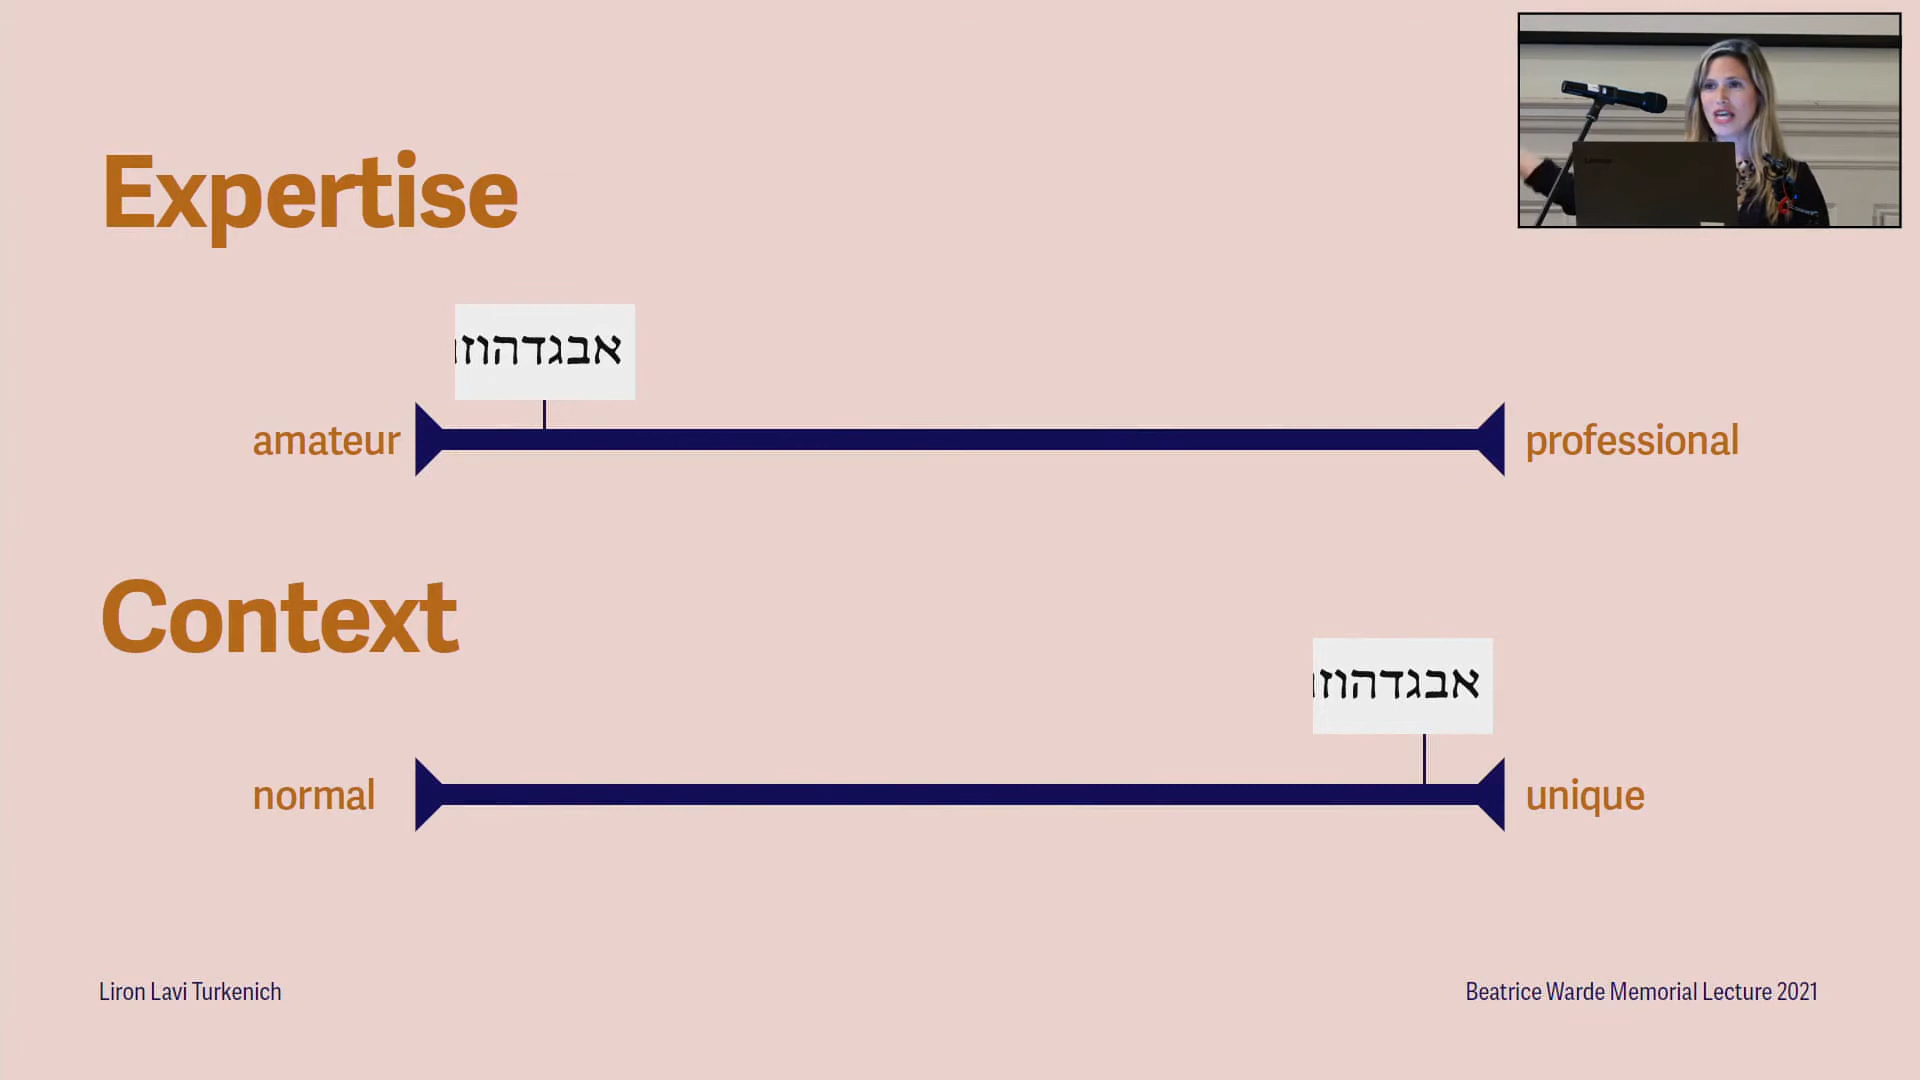 Expertise
אבגדהוז
amateur
professional
Context
אבגדהוז
normal
unique
Liron Lavi Turkenich
Beatrice Warde Memorial Lecture 2021